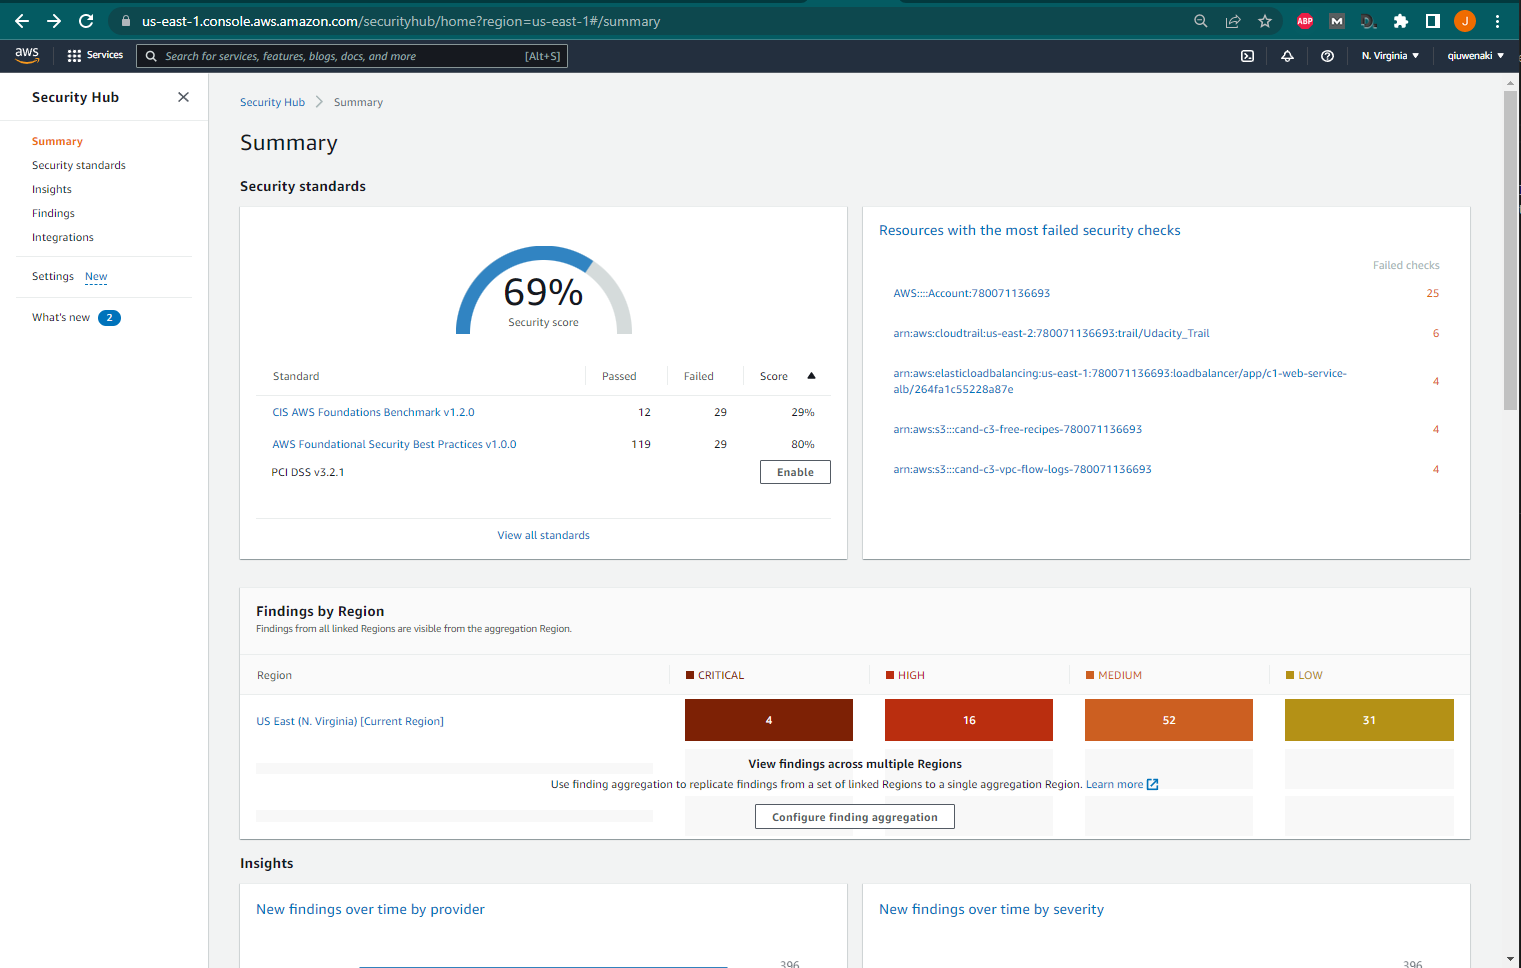 us-east-1.console.aws.amazon.com/securityhub/home?region=us-east-1#/summary
ABP
M
J
aws
Services
Search for services, features, blogs, docs, and more
[Alt+S]
N. Virginia
qiuwenaki
Security Hub
Summary
Security standards
Insights
Findings
Integrations
Settings New
What's new 2
Security Hub > Summary
Summary
Security standards
69%
Security score
Standard Passed Failed Score
CIS AWS Foundations Benchmark v1.2.0 12 29 29%
AWS Foundational Security Best Practices v1.0.0 119 29 80%
PCI DSS v3.2.1 Enable
View all standards
Resources with the most failed security checks
Failed checks
AWS::::Account:780071136693 25
arn:aws:cloudtrail:us-east-2:780071136693:trail/Udacity_Trail 6
arn:aws:elasticloadbalancing:us-east-1:780071136693:loadbalancer/app/c1-web-service-
alb/264fa1c55228a87e 4
arn:aws:s3:::cand-c3-free-recipes-780071136693 4
arn:aws:s3:::cand-c3-vpc-flow-logs-780071136693 4
Findings by Region
Findings from all linked Regions are visible from the aggregation Region.
Region CRITICAL HIGH MEDIUM LOW
US East (N. Virginia) [Current Region] 4 16 52 31
View findings across multiple Regions
Use finding aggregation to replicate findings from a set of linked Regions to a single aggregation Region. Learn more
Configure finding aggregation
Insights
New findings over time by provider
396
New findings over time by severity
396